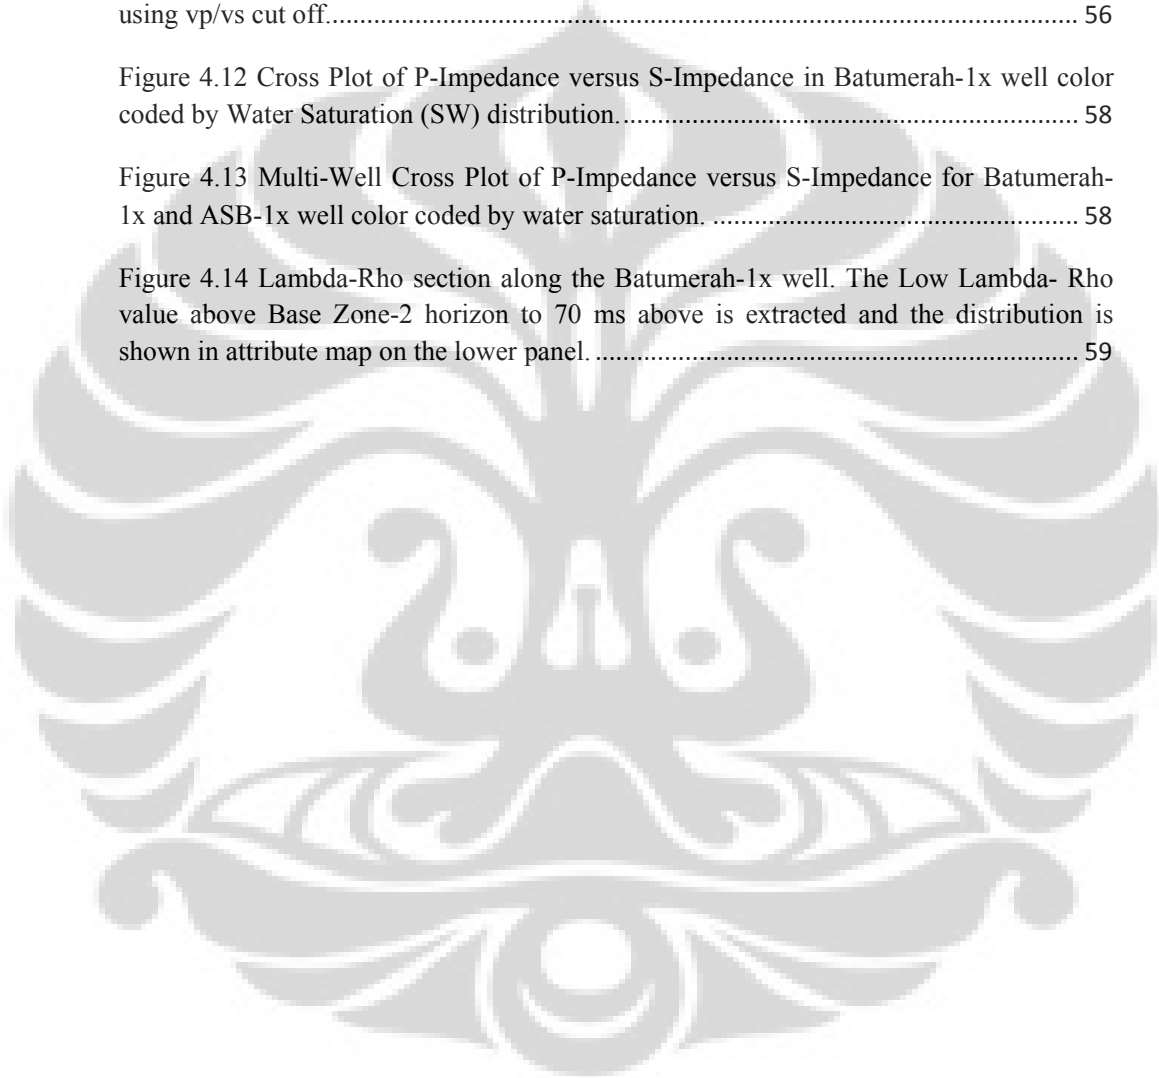 using vp/vs cut off............................................................................................................ 56
Figure 4.12 Cross Plot of P-Impedance versus S-Impedance in Batumerah-1x well color
coded by Water Saturation (SW) distribution................................................................... 58
Figure 4.13 Multi-Well Cross Plot of P-Impedance versus S-Impedance for Batumerah-
1x and ASB-1x well color coded by water saturation. ..................................................... 58
Figure 4.14 Lambda-Rho section along the Batumerah-1x well. The Low Lambda- Rho
value above Base Zone-2 horizon to 70 ms above is extracted and the distribution is
shown in attribute map on the lower panel. ...................................................................... 59